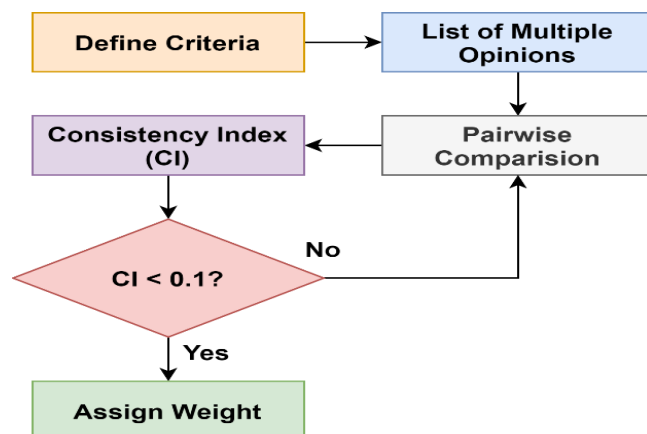 Define Criteria
List of Multiple
Opinions
Consistency Index
(CI)
Pairwise
Comparision
CI < 0.1?
No
Yes
Assign Weight